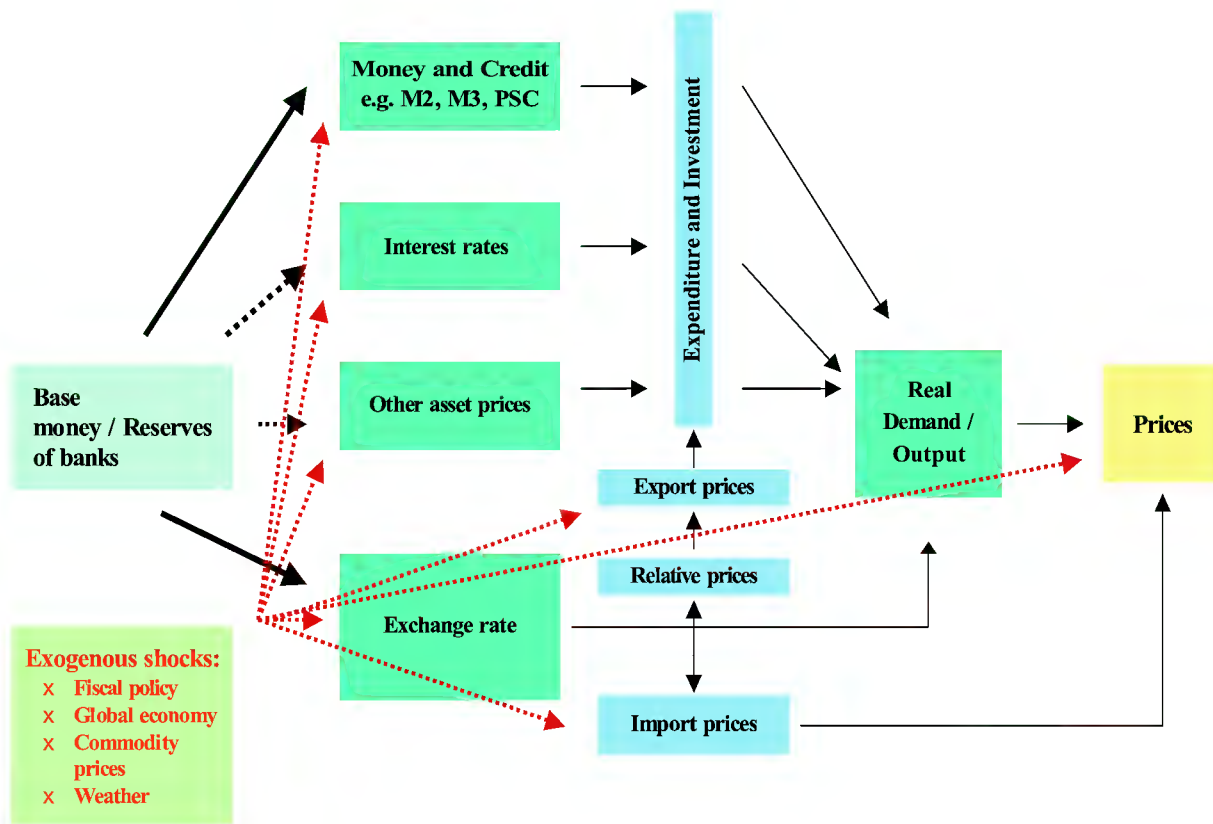 Money and Credit
e.g. M2, M3, PSC
Expenditure and Investment
Interest rates
Other asset prices
Base
money / Reserves
of banks
Real
Demand /
Output
Prices
Export prices
Relative prices
Exchange rate
Import prices
Exogenous shocks:
x Fiscal policy
x Global economy
x Commodity
prices
x Weather